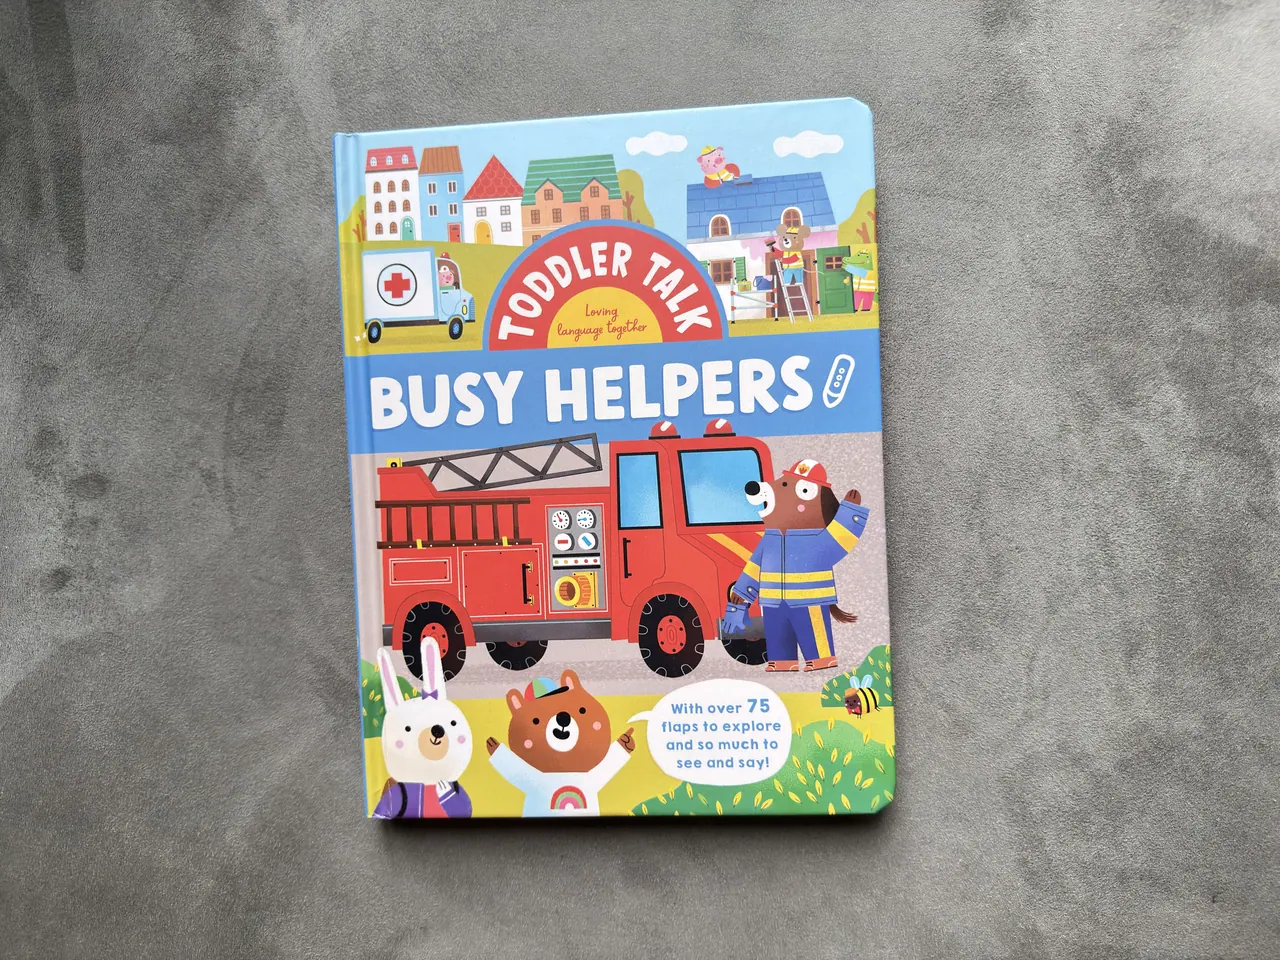 TODDLER TALK
Loving
language together
BUSY HELPERS
With over 75
flaps to explore
and so much to
see and say!